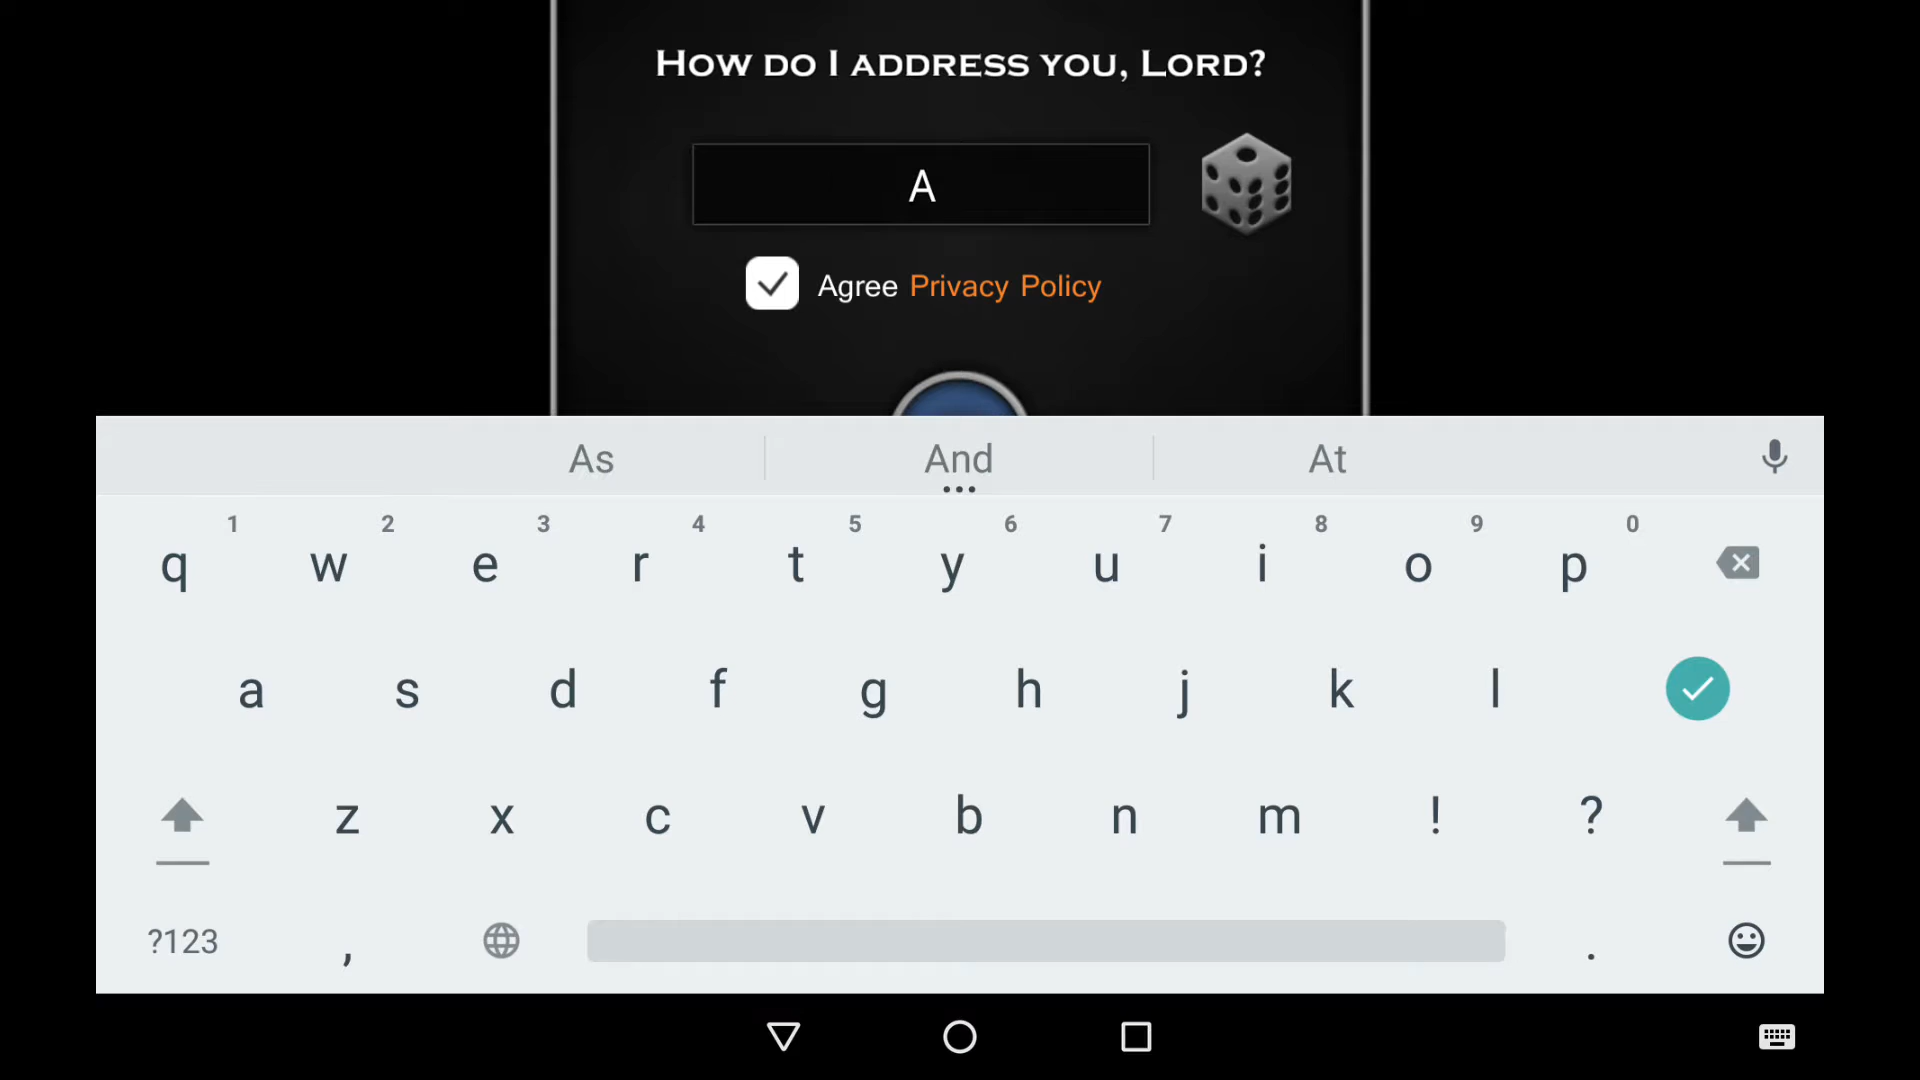 How do I address you, Lord?
A
Agree Privacy Policy
As And At
1 2 3 4 5 6 7 8 9 0
q w e r t y u i o p
a s d f g h j k l
z x c v b n m ! ?
?123 , .